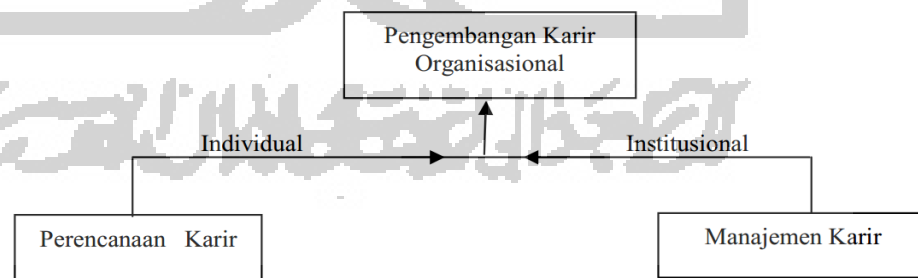 Pengembangan Karir
Organisasional
Individual
Institusional
Perencanaan Karir
Manajemen Karir